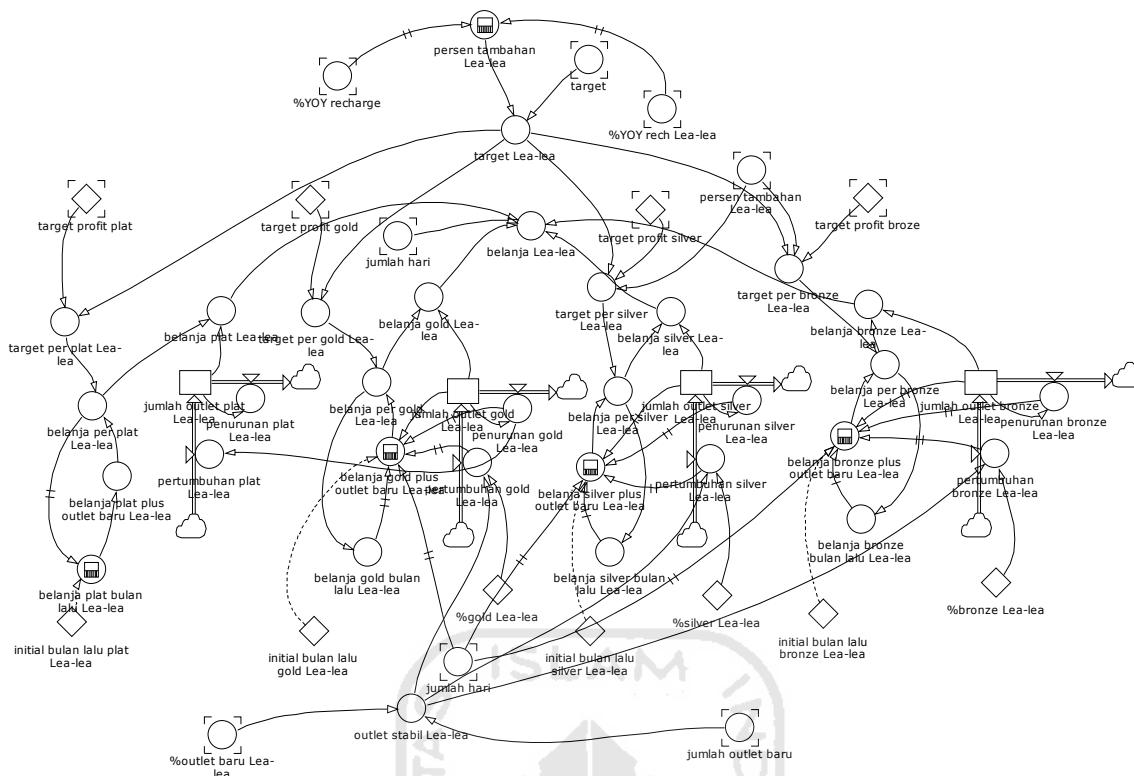 persen tambahan
Lea-lea
target
%YOY recharge
%YOY rech Lea-lea
target Lea-lea
persen tambahan
Lea-lea
target profit plat
target profit gold
target profit silver
target profit broze
jumlah hari
belanja Lea-lea
target per bronze
Lea-lea
target per silver
Lea-lea
belanja plat Lea-lea
belanja gold Lea-
lea
belanja silver Lea-
lea
belanja bronze Lea-
lea
target per plat Lea-
lea
target per gold Lea-
lea
jumlah outlet plat
Lea-lea
penurunan plat
Lea-lea
belanja per gold
Lea-lea
jumlah outlet gold
Lea-lea
penurunan gold
Lea-lea
belanja per silver
Lea-lea
jumlah outlet silver
Lea-lea
penurunan silver
Lea-lea
belanja per bronze
Lea-lea
jumlah outlet bronze
Lea-lea
penurunan bronze
Lea-lea
belanja per plat
Lea-lea
pertumbuhan plat
Lea-lea
belanja gold plus
outlet baru Lea-lea
pertumbuhan gold
Lea-lea
belanja silver plus
outlet baru Lea-lea
pertumbuhan silver
Lea-lea
belanja bronze plus
outlet baru Lea-lea
pertumbuhan
bronze Lea-lea
belanja plat plus
outlet baru Lea-lea
belanja bronze
bulan lalu Lea-lea
belanja gold bulan
lalu Lea-lea
belanja silver bulan
lalu Lea-lea
belanja plat bulan
lalu Lea-lea
%gold Lea-lea
%silver Lea-lea
%bronze Lea-lea
initial bulan lalu plat
Lea-lea
initial bulan lalu
gold Lea-lea
initial bulan lalu
silver Lea-lea
initial bulan lalu
bronze Lea-lea
ISLAM
jumlah hari
outlet stabil Lea-lea
%outlet baru Lea-
lea
jumlah outlet baru